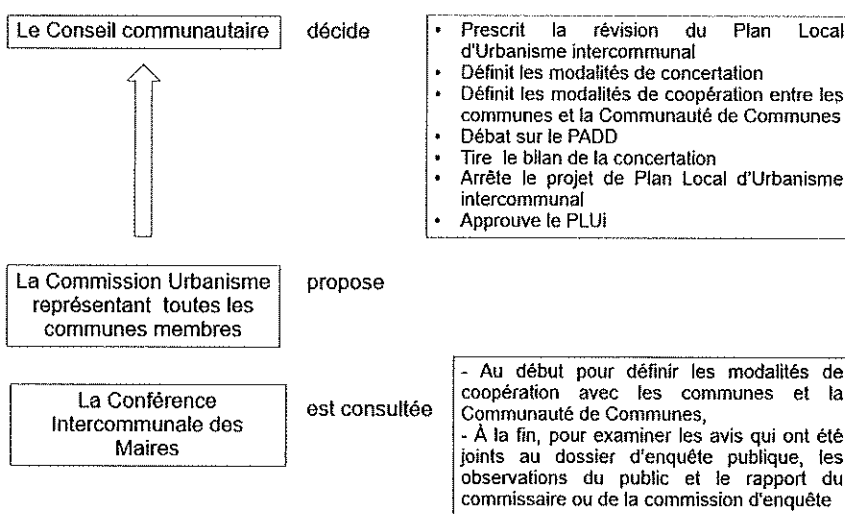 Le Conseil communautaire
décide
• Prescrit la révision du Plan Local
d'Urbanisme intercommunal
• Définit les modalités de concertation
• Définit les modalités de coopération entre les
communes et la Communauté de Communes
• Débat sur le PADD
• Tire le bilan de la concertation
• Arrête le projet de Plan Local d'Urbanisme
intercommunal
• Approuve le PLUi
La Commission Urbanisme
représentant toutes les
communes membres
propose
La Conférence
Intercommunale des
Maires
est consultée
- Au début pour définir les modalités de
coopération avec les communes et la
Communauté de Communes,
- À la fin, pour examiner les avis qui ont été
joints au dossier d'enquête publique, les
observations du public et le rapport du
commissaire ou de la commission d'enquête